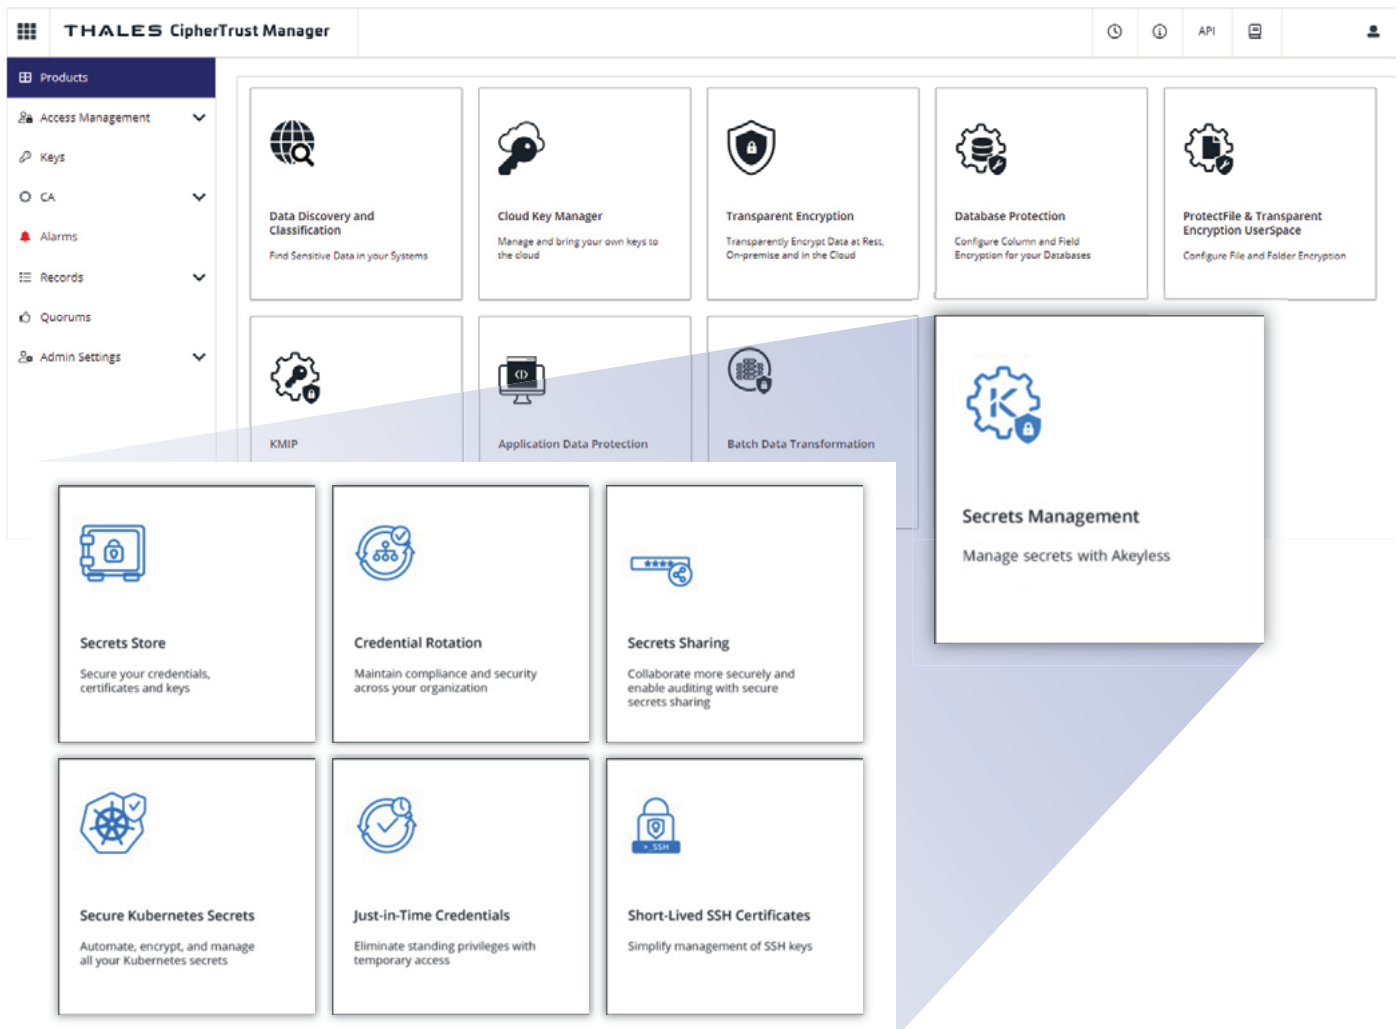 THALES CipherTrust Manager
API
Products
Access Management
Keys
CA
Alarms
Records
Quorums
Admin Settings
Data Discovery and
Classification
Find Sensitive Data in your Systems
Cloud Key Manager
Manage and bring your own keys to
the cloud
Transparent Encryption
Transparently Encrypt Data at Rest,
On-premise and in the Cloud
Database Protection
Configure Column and Field
Encryption for your Databases
ProtectFile & Transparent
Encryption UserSpace
Configure File and Folder Encryption
KMIP
Application Data Protection
Batch Data Transformation
K
Secrets Management
Manage secrets with Akeyless
Secrets Store
Secure your credentials,
certificates and keys
Credential Rotation
Maintain compliance and security
across your organization
****
Secrets Sharing
Collaborate more securely and
enable auditing with secure
secrets sharing
Secure Kubernetes Secrets
Automate, encrypt, and manage
all your Kubernetes secrets
Just-in-Time Credentials
Eliminate standing privileges with
temporary access
>_SSH
Short-Lived SSH Certificates
Simplify management of SSH keys